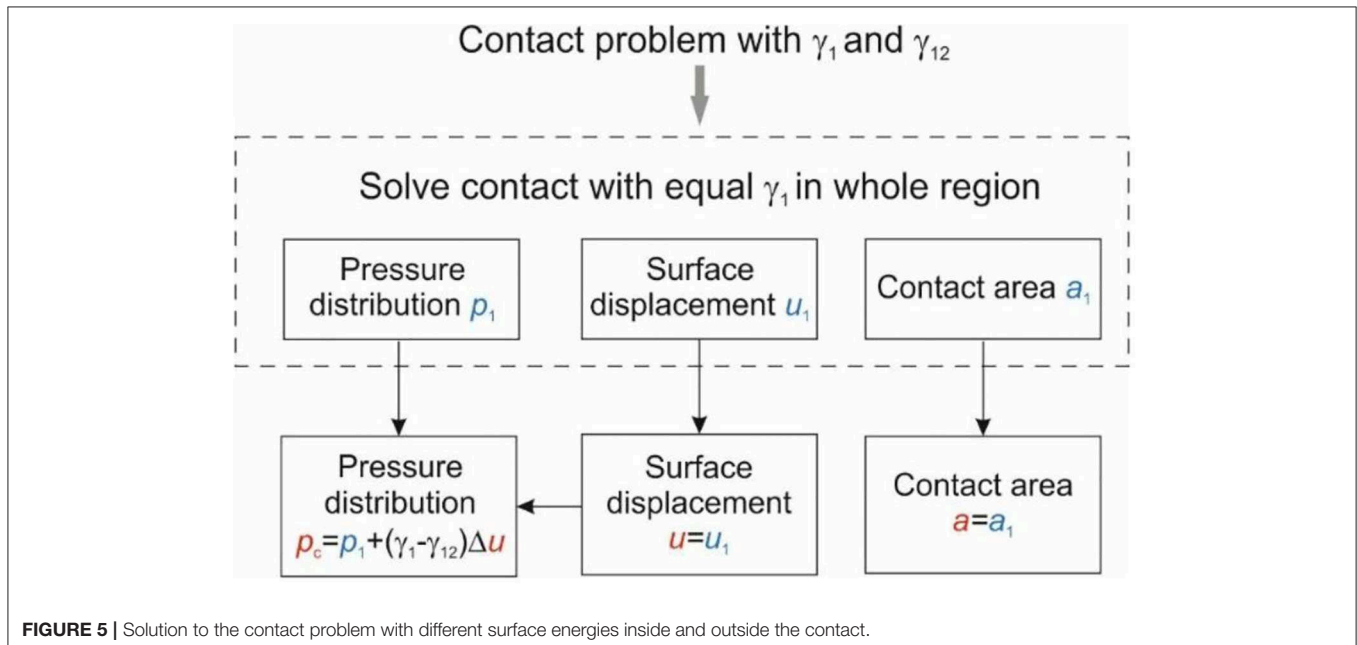 Contact problem with γ₁ and γ₁₂
Solve contact with equal γ₁ in whole region
Pressure
distribution p₁
Surface
displacement u₁
Contact area a₁
Pressure
distribution
p_c=p₁+(γ₁-γ₁₂)Δu
Surface
displacement
u=u₁
Contact area
a=a₁
FIGURE 5 | Solution to the contact problem with different surface energies inside and outside the contact.